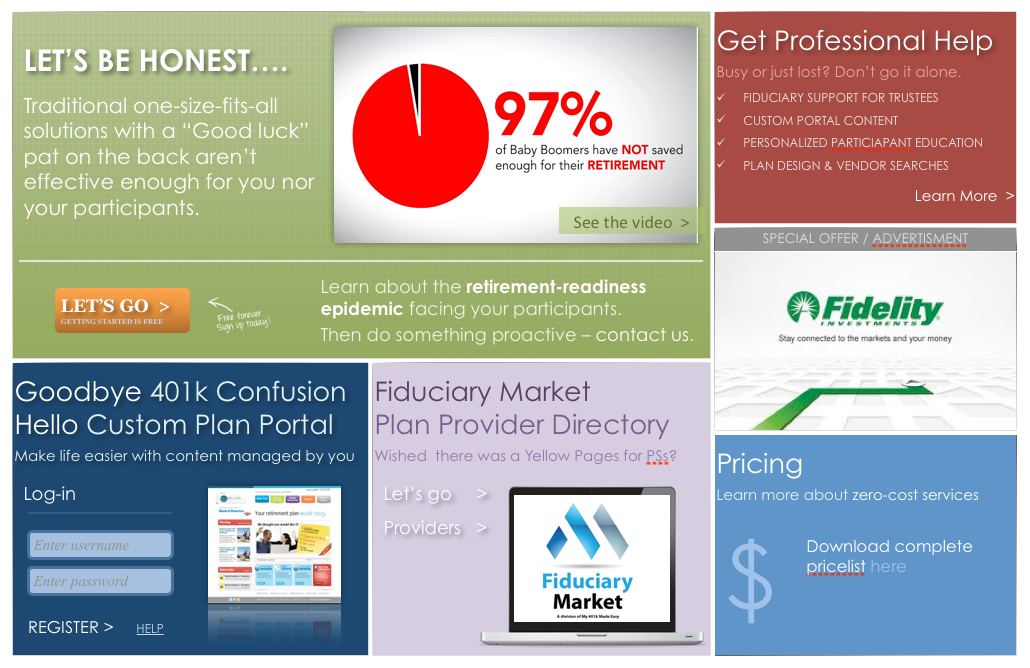 LET'S BE HONEST....
Traditional one-size-fits-all
solutions with a “Good luck”
pat on the back aren't
effective enough for you nor
your participants.
97%
of Baby Boomers have NOT saved
enough for their RETIREMENT
See the video >
LET'S GO >
GETTING STARTED IS FREE
Free forever.
Sign up today!
Learn about the retirement-readiness
epidemic facing your participants.
Then do something proactive – contact us.
Get Professional Help
Busy or just lost? Don't go it alone.
✓ FIDUCIARY SUPPORT FOR TRUSTEES
✓ CUSTOM PORTAL CONTENT
✓ PERSONALIZED PARTICIAPANT EDUCATION
✓ PLAN DESIGN & VENDOR SEARCHES
Learn More >
SPECIAL OFFER / ADVERTISMENT
Fidelity
INVESTMENTS
Stay connected to the markets and your money
Goodbye 401k Confusion
Hello Custom Plan Portal
Make life easier with content managed by you
Log-in
Enter username
Enter password
REGISTER >
HELP
Your retirement plan
Fiduciary Market
Plan Provider Directory
Wished there was a Yellow Pages for PSs?
Let's go >
Providers >
Fiduciary
Market
A division of My 401k Made Easy
Pricing
Learn more about zero-cost services
$
Download complete
pricelist here